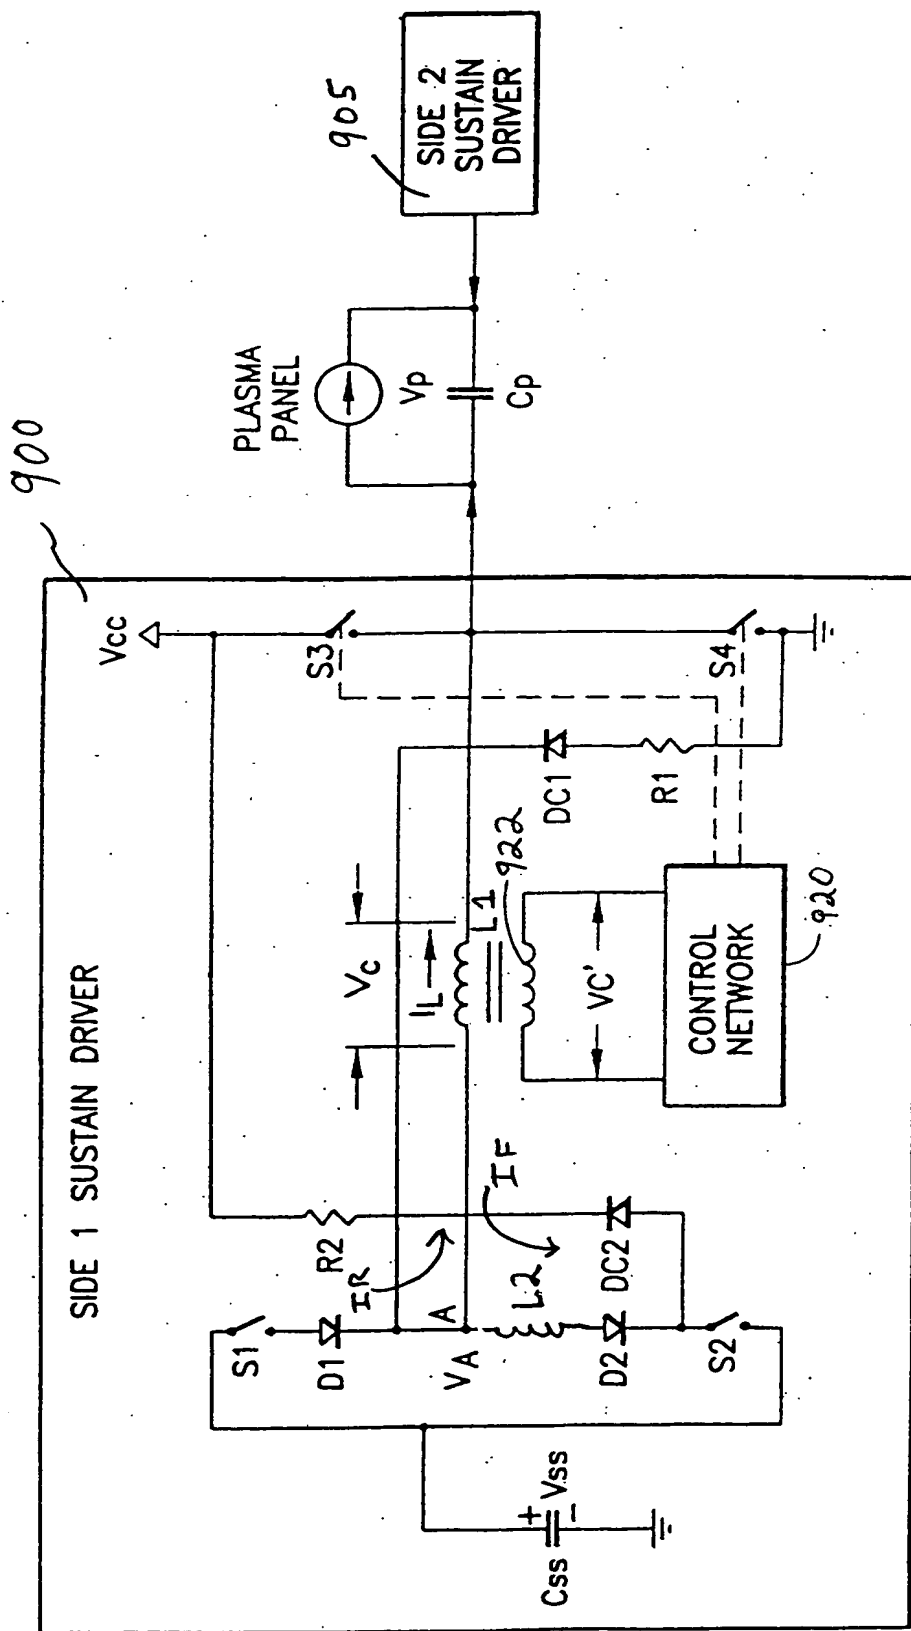 SIDE 1 SUSTAIN DRIVER
900
Vcc
S3
S4
PLASMA
PANEL
Vp
Cp
905
SIDE 2
SUSTAIN
DRIVER
Css
+
Vss
−
S1
D1
VA
A
IR
R2
IF
L2
D2
DC2
S2
Vc
IL
L1
922
VC'
CONTROL
NETWORK
920
DC1
R1